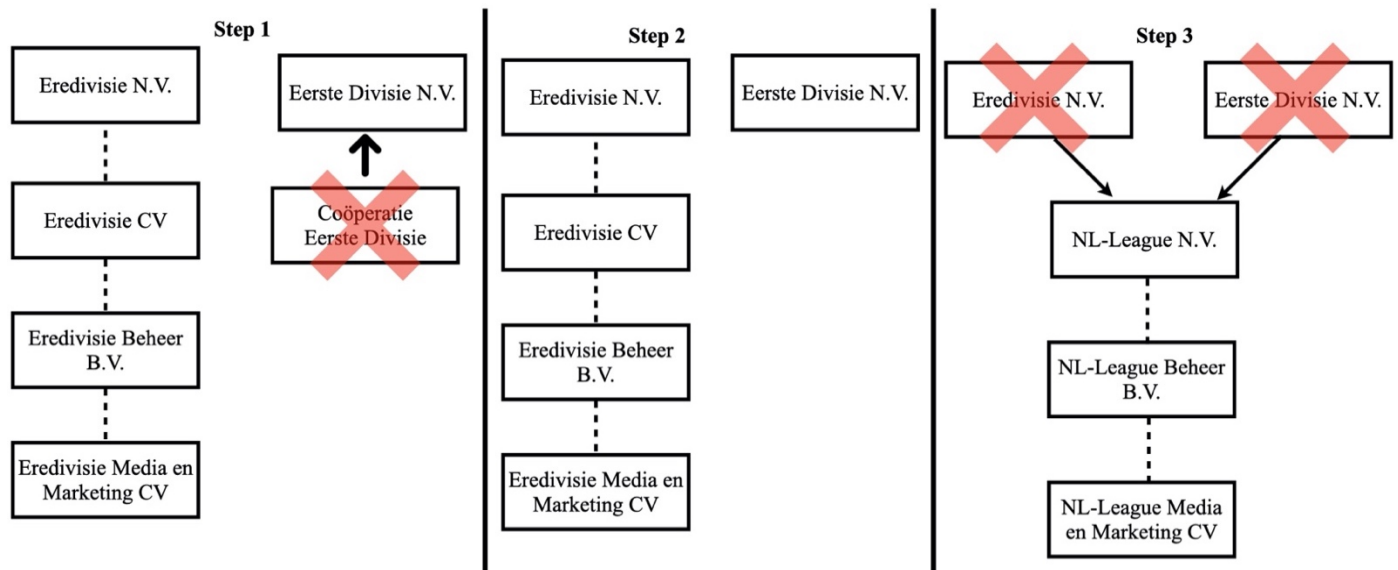 Step 1
Eredivisie N.V.
Eerste Divisie N.V.
Eredivisie CV
Coöperatie
Eerste Divisie
Eredivisie Beheer
B.V.
Eredivisie Media en
Marketing CV
Step 2
Eredivisie N.V.
Eerste Divisie N.V.
Eredivisie CV
Eredivisie Beheer
B.V.
Eredivisie Media en
Marketing CV
Step 3
Eredivisie N.V.
Eerste Divisie N.V.
NL-League N.V.
NL-League Beheer
B.V.
NL-League Media
en Marketing CV